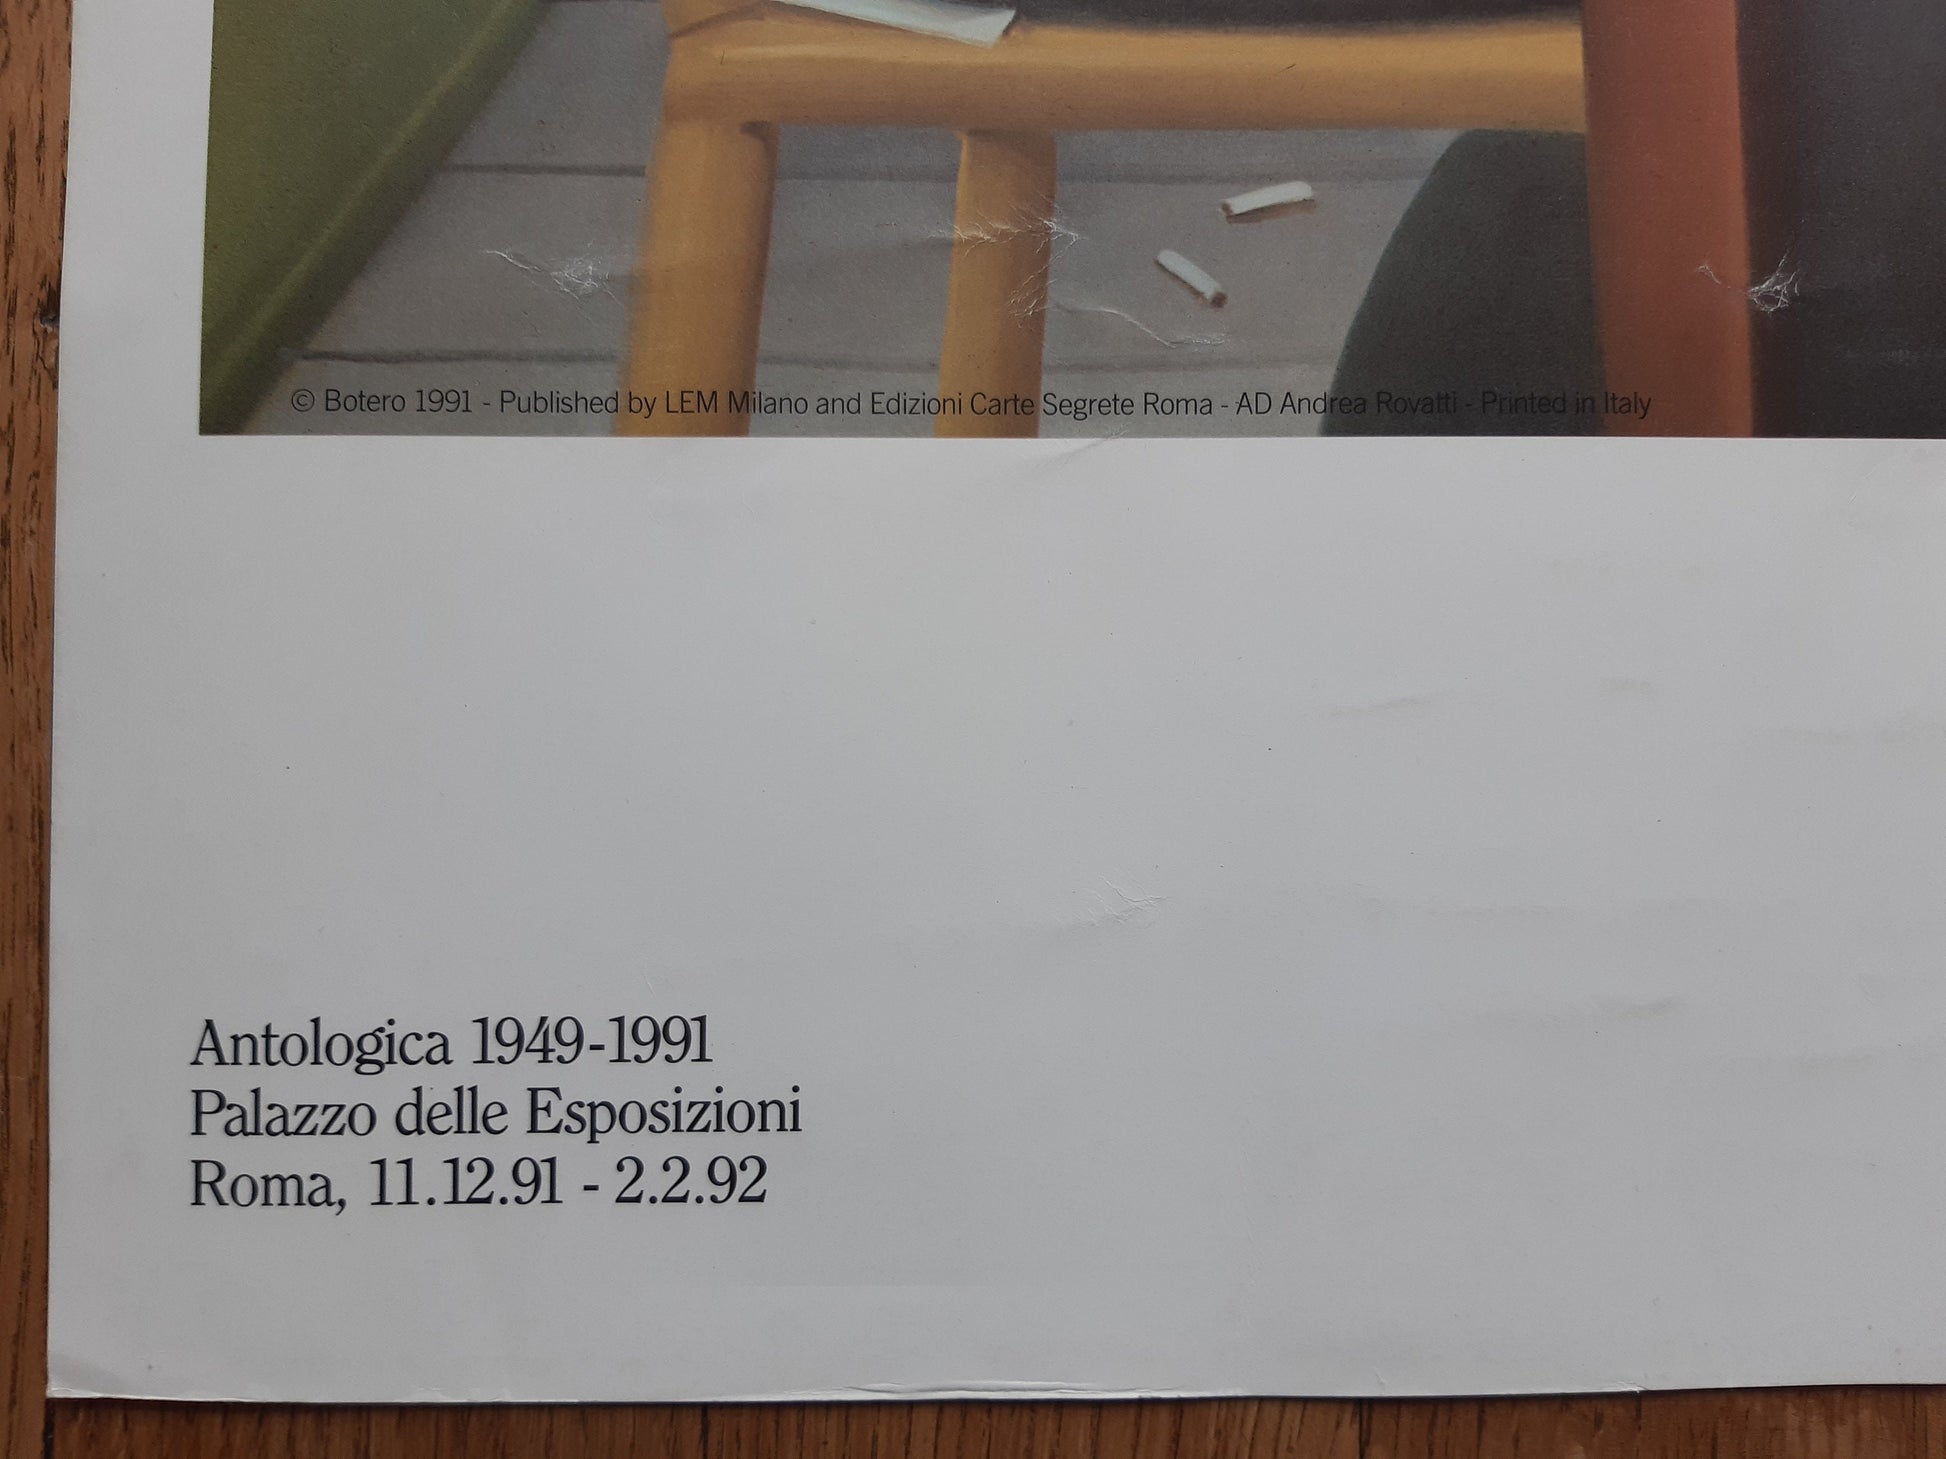 © Botero 1991 - Published by LEM Milano and Edizioni Carte Segrete Roma - AD Andrea Rovatti - Printed in Italy
Antologica 1949-1991
Palazzo delle Esposizioni
Roma, 11.12.91 - 2.2.92